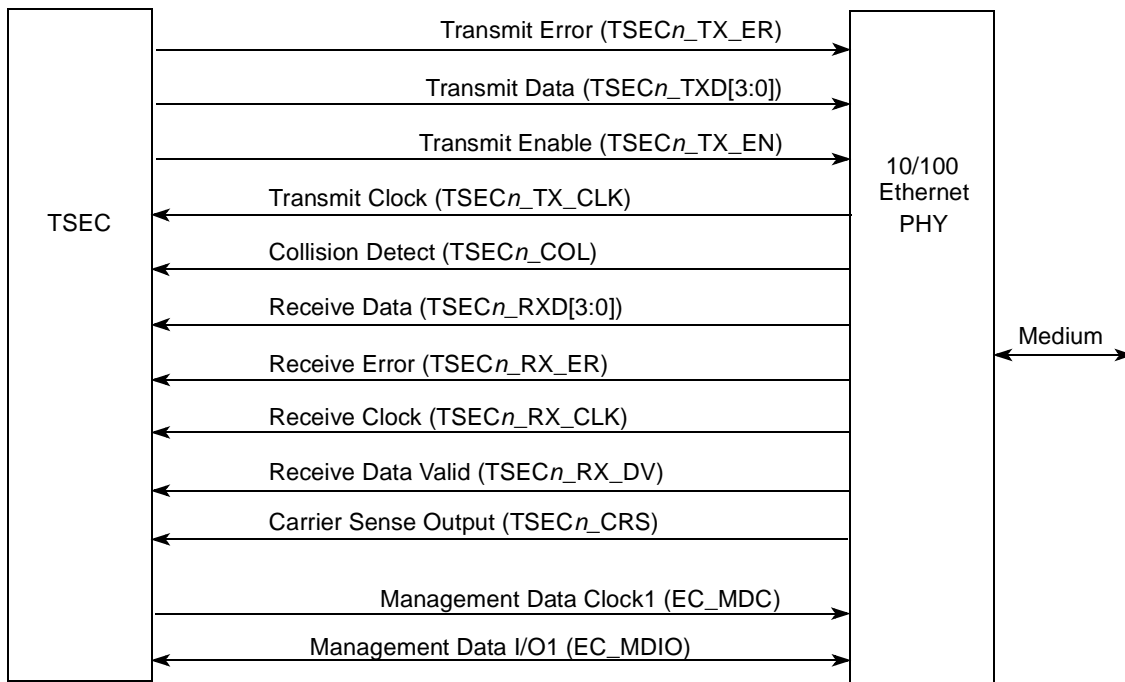 Transmit Error (TSECn_TX_ER)
Transmit Data (TSECn_TXD[3:0])
Transmit Enable (TSECn_TX_EN)
Transmit Clock (TSECn_TX_CLK)
Collision Detect (TSECn_COL)
Receive Data (TSECn_RXD[3:0])
Receive Error (TSECn_RX_ER)
Receive Clock (TSECn_RX_CLK)
Receive Data Valid (TSECn_RX_DV)
Carrier Sense Output (TSECn_CRS)
Management Data Clock1 (EC_MDC)
Management Data I/O1 (EC_MDIO)
TSEC
10/100
Ethernet
PHY
Medium